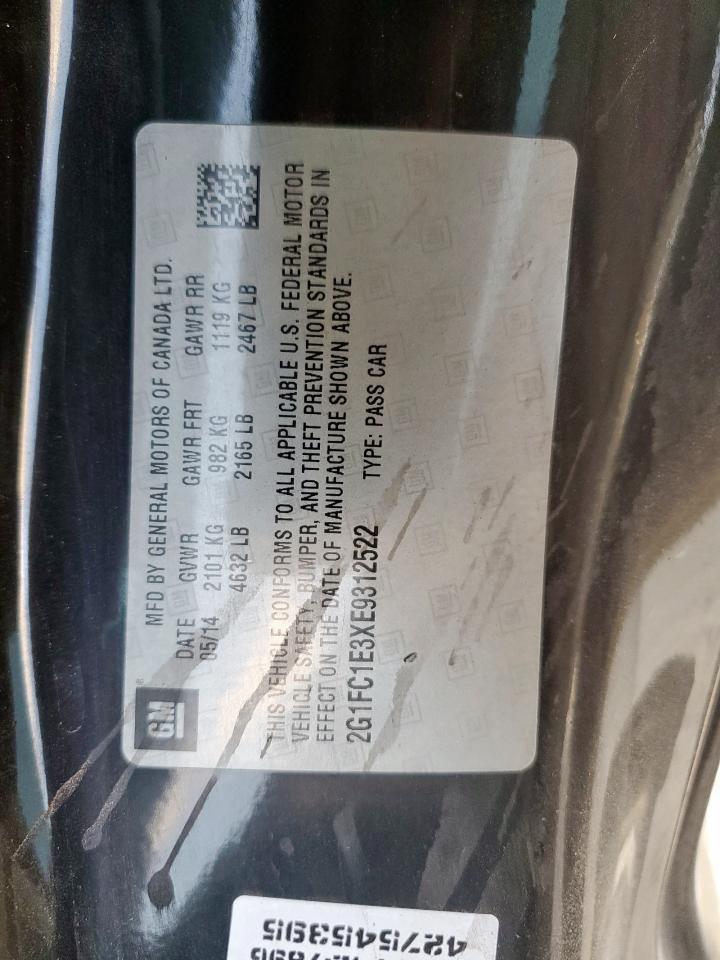 GM
®
MFD BY GENERAL MOTORS OF CANADA LTD.
DATE GVWR GAWR FRT GAWR RR
05/14 2101 KG 982 KG 1119 KG
4632 LB 2165 LB 2467 LB
THIS VEHICLE CONFORMS TO ALL APPLICABLE U.S. FEDERAL MOTOR
VEHICLE SAFETY, BUMPER, AND THEFT PREVENTION STANDARDS IN
EFFECT ON THE DATE OF MANUFACTURE SHOWN ABOVE.
2G1FC1E3XE9312522 TYPE: PASS CAR
4275455395